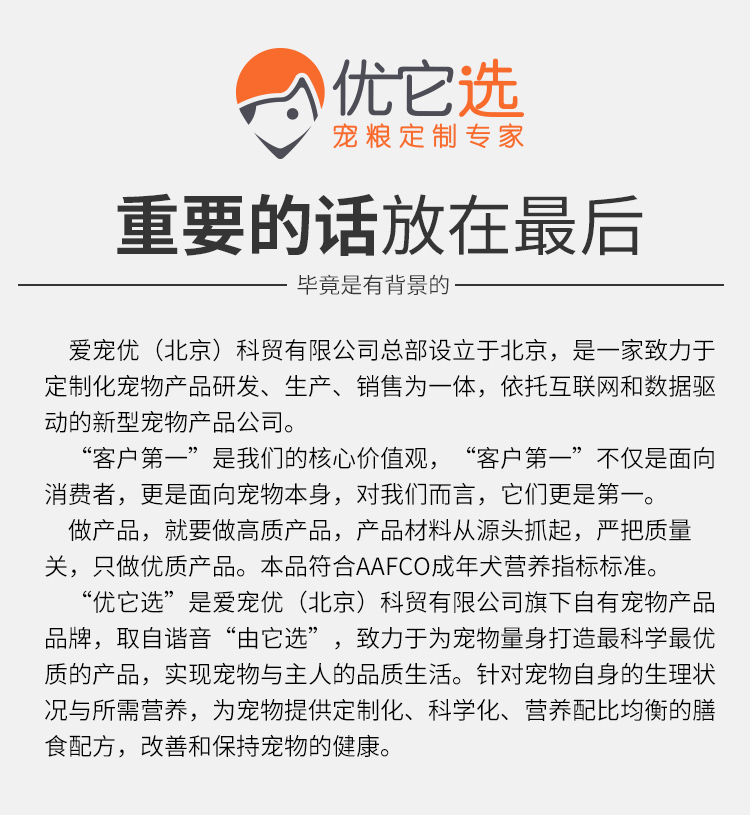 优它选
宠粮定制专家
重要的话放在最后
毕竟是有背景的
爱宠优（北京）科贸有限公司总部设立于北京，是一家致力于
定制化宠物产品研发、生产、销售为一体，依托互联网和数据驱
动的新型宠物产品公司。
“客户第一”是我们的核心价值观，“客户第一”不仅是面向
消费者，更是面向宠物本身，对我们而言，它们更是第一。
做产品，就要做高质产品，产品材料从源头抓起，严把质量
关，只做优质产品。本品符合AAFCO成年犬营养指标标准。
“优它选”是爱宠优（北京）科贸有限公司旗下自有宠物产品
品牌，取自谐音“由它选”，致力于为宠物量身打造最科学最优
质的产品，实现宠物与主人的品质生活。针对宠物自身的生理状
况与所需营养，为宠物提供定制化、科学化、营养配比均衡的膳
食配方，改善和保持宠物的健康。